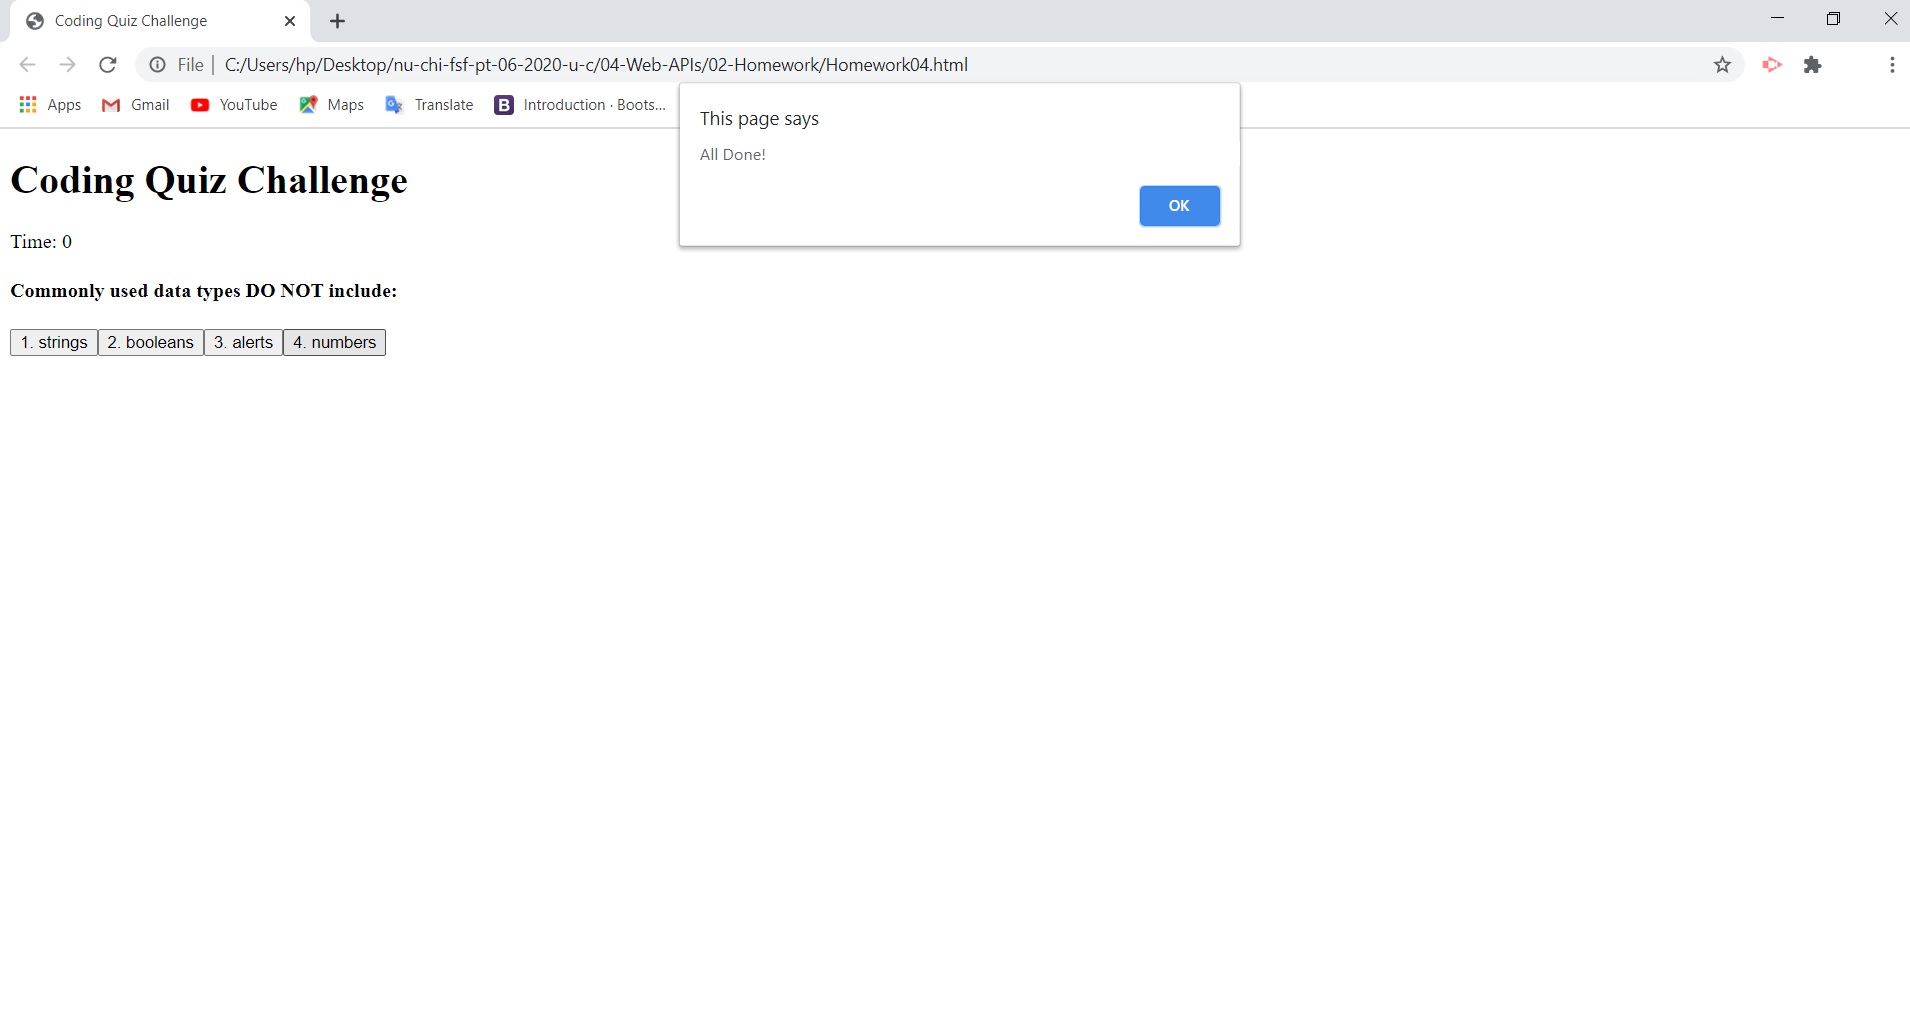 Coding Quiz Challenge
File | C:/Users/hp/Desktop/nu-chi-fsf-pt-06-2020-u-c/04-Web-APIs/02-Homework/Homework04.html
Apps Gmail YouTube Maps Translate B Introduction · Boots...
This page says
All Done!
OK
Coding Quiz Challenge
Time: 0
Commonly used data types DO NOT include:
1. strings 2. booleans 3. alerts 4. numbers